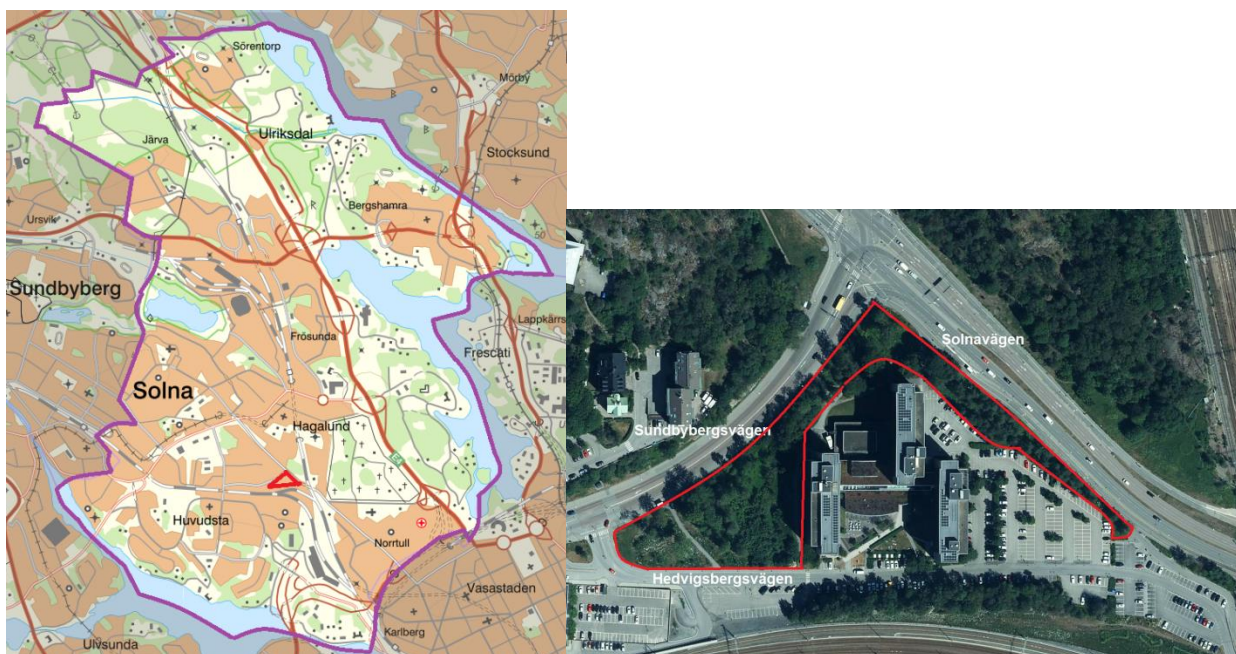 Sörentorp
Mörby
Ulriksdal
Järva
Stocksund
Bergshamra
Ursvik
50
Sundbyberg
Lappkärrs
Frösunda
Frescati
Solna
Hagalund
Huvudsta
Norrtull
Vasastaden
Karlberg
Ulvsunda
Solnavägen
Sundbybergsvägen
Hedvigsbergsvägen